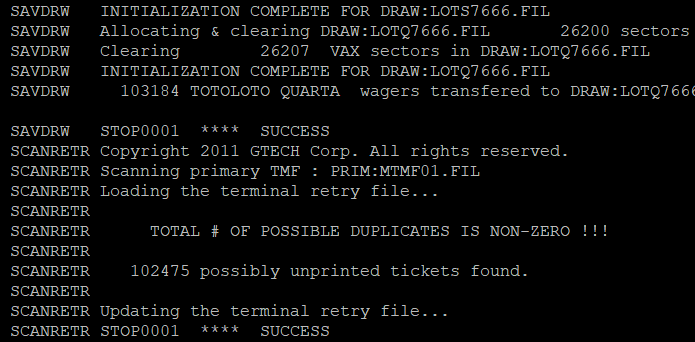 SAVDRW   INITIALIZATION COMPLETE FOR DRAW:LOTS7666.FIL
SAVDRW   Allocating & clearing DRAW:LOTQ7666.FIL       26200 sectors
SAVDRW   Clearing        26207  VAX sectors in DRAW:LOTQ7666.FIL
SAVDRW   INITIALIZATION COMPLETE FOR DRAW:LOTQ7666.FIL
SAVDRW     103184 TOTOLOTO QUARTA  wagers transfered to DRAW:LOTQ7666
SAVDRW   STOP0001  ****  SUCCESS
SCANRETR Copyright 2011 GTECH Corp. All rights reserved.
SCANRETR Scanning primary TMF : PRIM:MTMF01.FIL
SCANRETR Loading the terminal retry file...
SCANRETR
SCANRETR      TOTAL # OF POSSIBLE DUPLICATES IS NON-ZERO !!!
SCANRETR
SCANRETR    102475 possibly unprinted tickets found.
SCANRETR
SCANRETR Updating the terminal retry file...
SCANRETR STOP0001  ****  SUCCESS